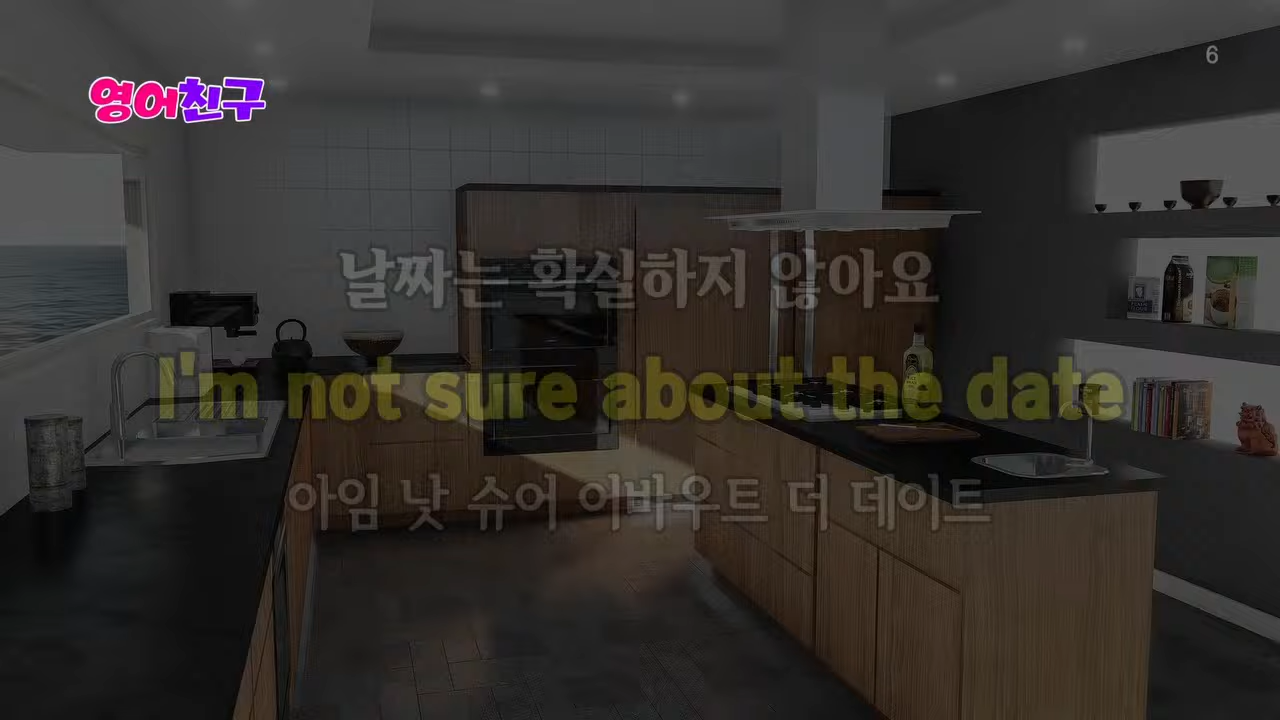 6
영어친구
날짜는 확실하지 않아요
I'm not sure about the date
아임 낫 슈어 어바우트 더 데이트